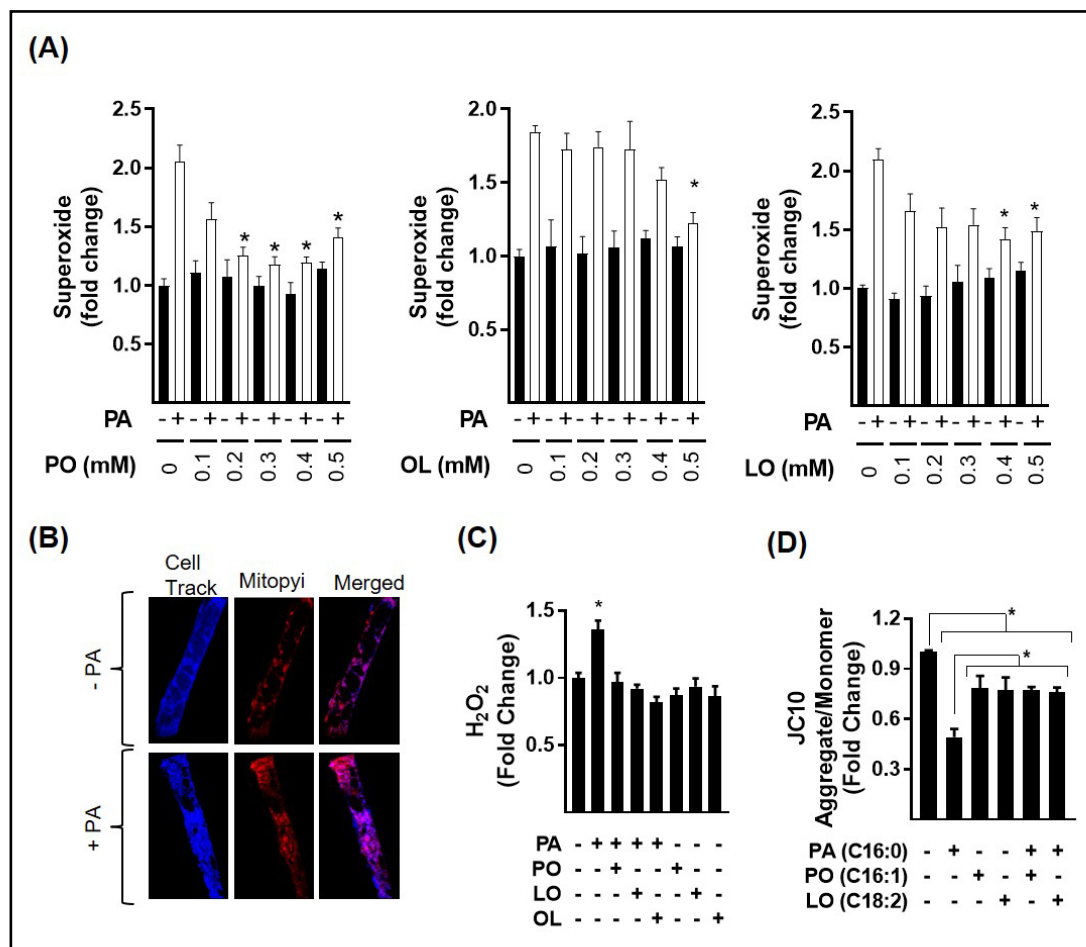 (A)
2.5
2.0
1.5
1.0
0.5
Superoxide
(fold change)
PA - + - + - + - + - + - +
PO (mM) 0 0.1 0.2 0.3 0.4 0.5
* * * *
2.0
1.5
1.0
0.5
Superoxide
(fold change)
PA - + - + - + - + - + - +
OL (mM) 0 0.1 0.2 0.3 0.4 0.5
*
2.5
2.0
1.5
1.0
0.5
Superoxide
(fold change)
PA - + - + - + - + - + - +
LO (mM) 0 0.1 0.2 0.3 0.4 0.5
* *
(B)
Cell
Track
Mitopyi
Merged
- PA
+ PA
(C)
1.5
1.0
0.5
H₂O₂
(Fold Change)
*
PA - + + + + - - -
PO - - + - - + - -
LO - - - + - - + -
OL - - - - + - - +
(D)
1.2
0.9
0.6
0.3
JC10
Aggregate/Monomer
(Fold Change)
*
*
PA (C16:0) - + - - + +
PO (C16:1) - - + - + -
LO (C18:2) - - - + - +